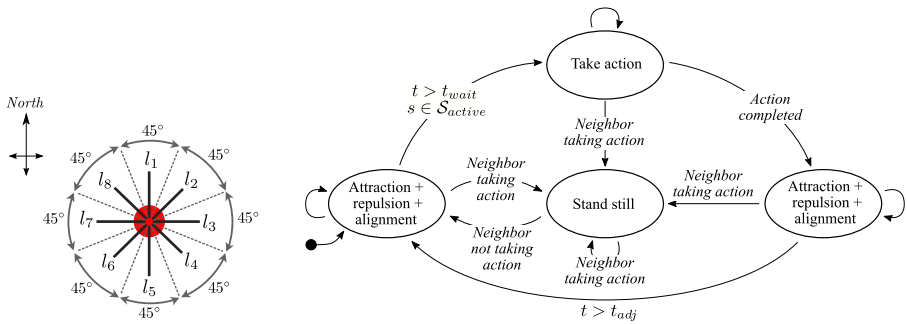 North
45°
45°
45°
45°
45°
45°
45°
45°
l₁
l₂
l₃
l₄
l₅
l₆
l₇
l₈
Take action
t > t_wait
s ∈ 𝒮_active
Action
completed
Neighbor
taking action
Attraction +
repulsion +
alignment
Neighbor
taking
action
Neighbor
not taking
action
Stand still
Neighbor
taking action
Neighbor
taking action
Attraction +
repulsion +
alignment
t > t_adj